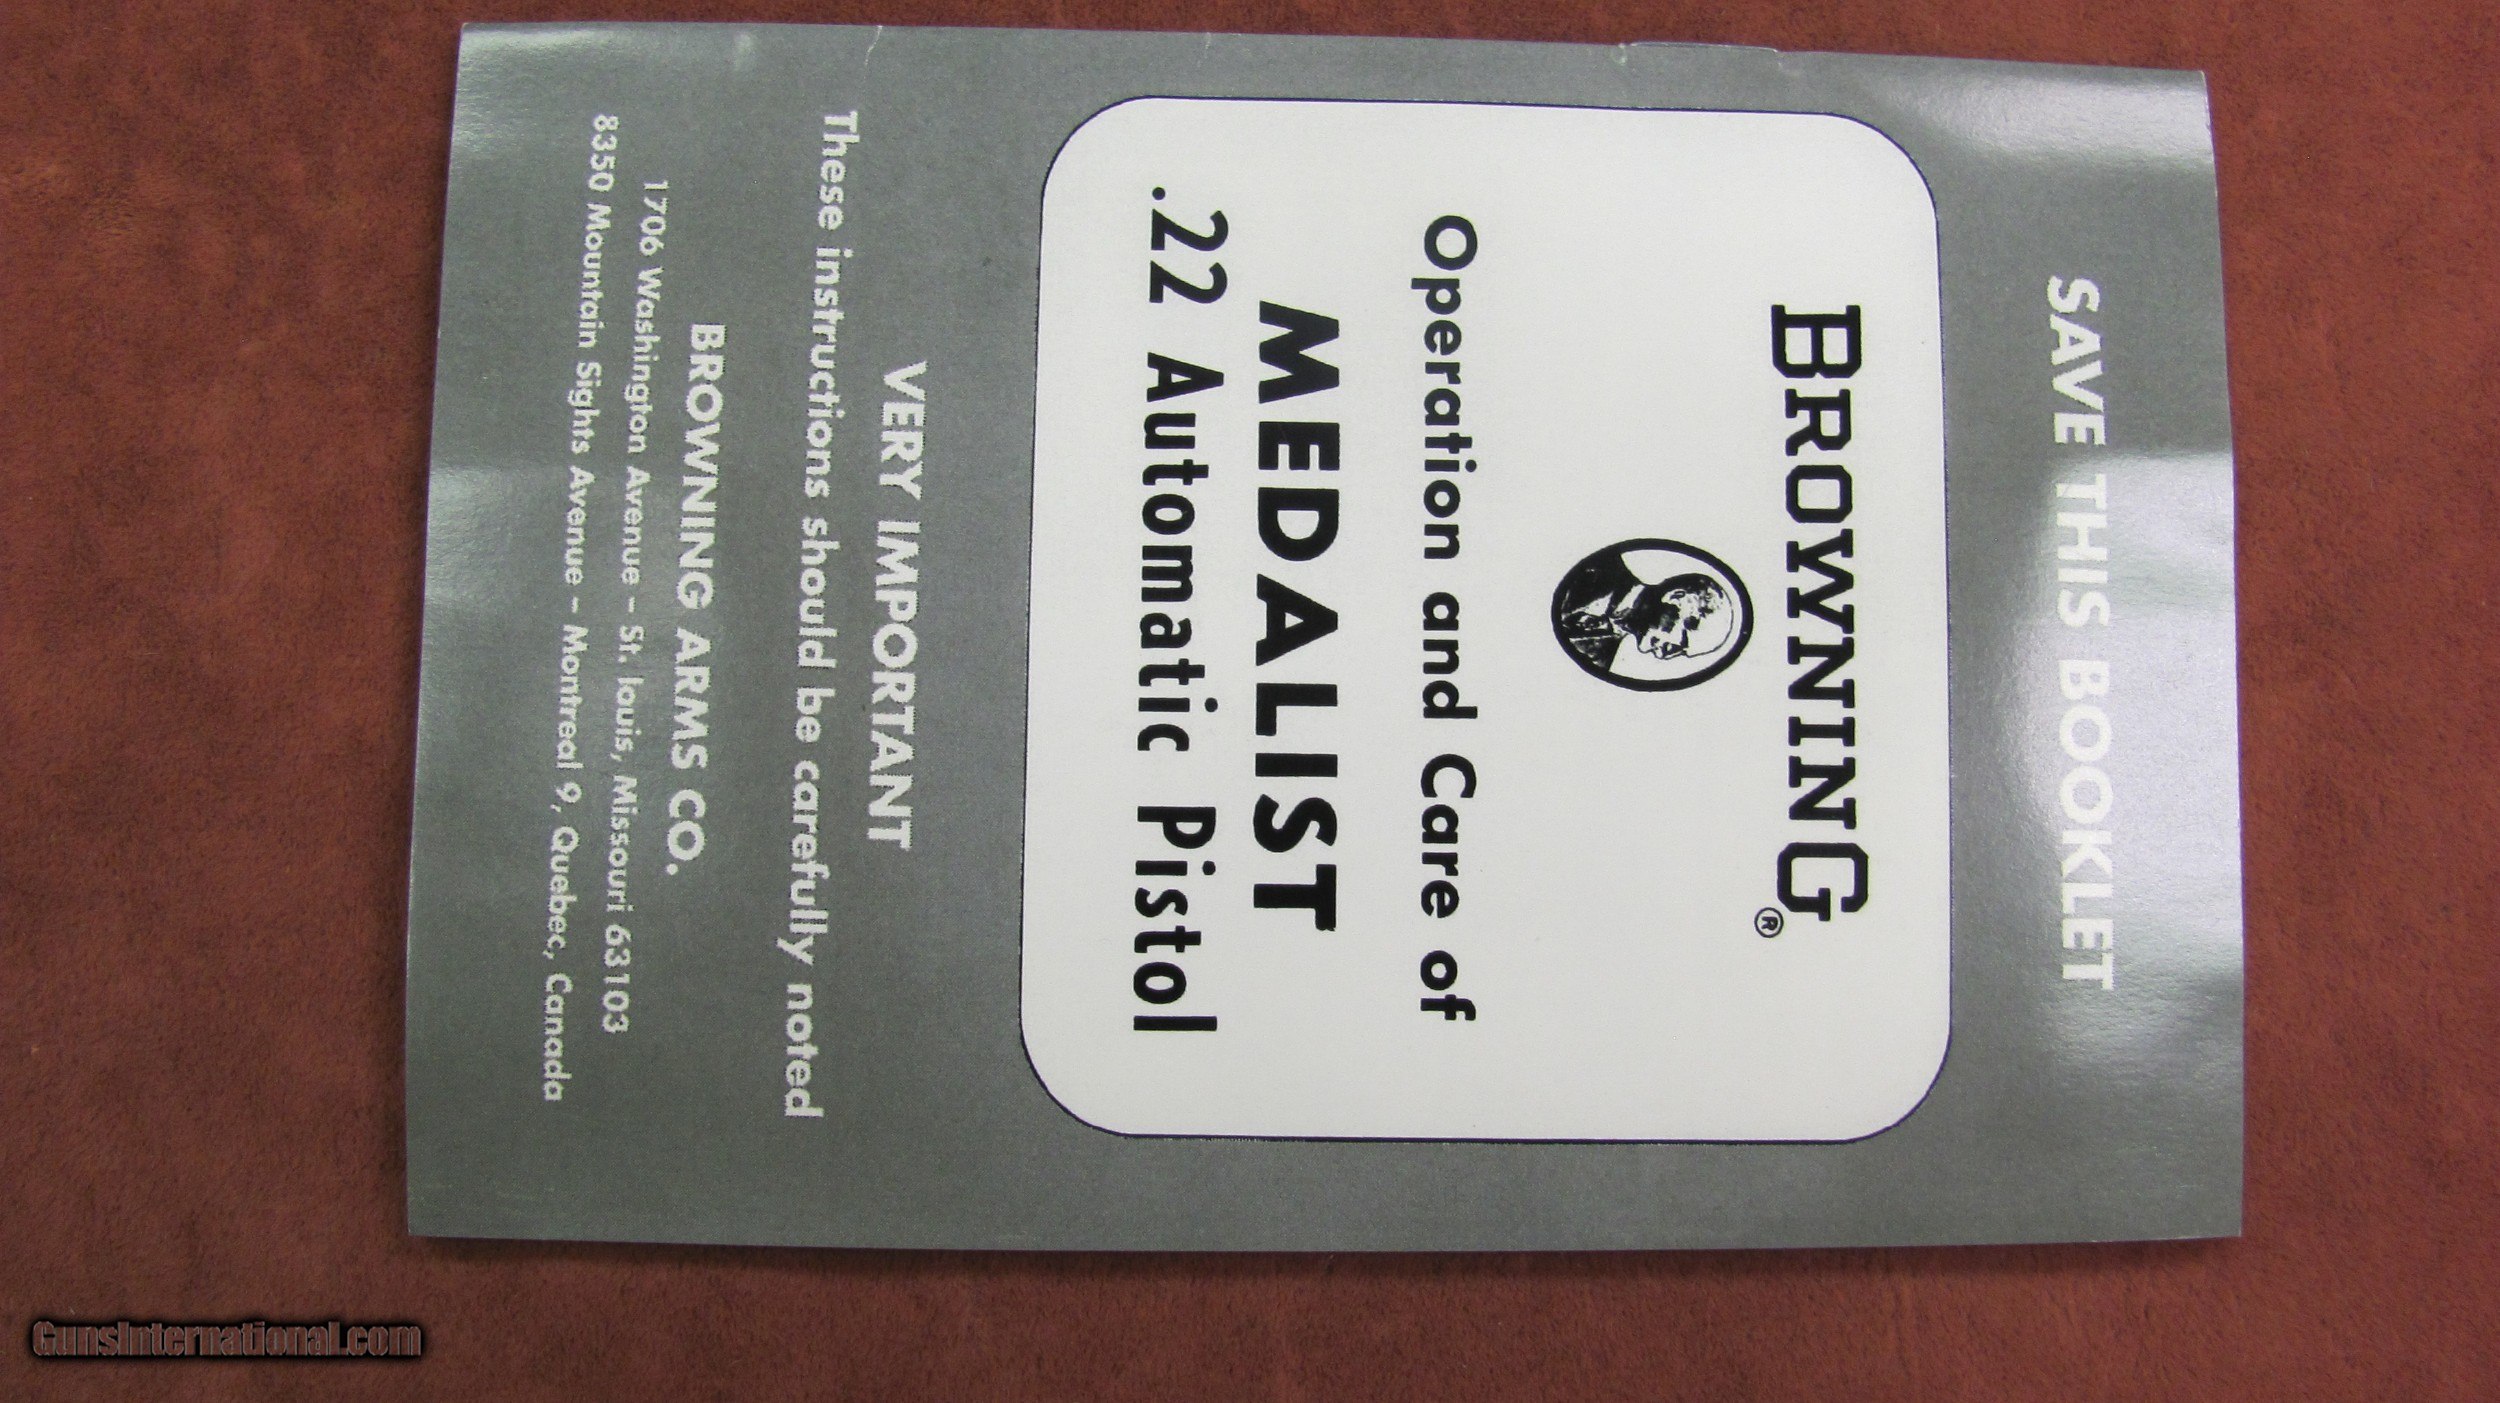 SAVE THIS BOOKLET
BROWNING®
Operation and Care of
MEDALIST
.22 Automatic Pistol
VERY IMPORTANT
These instructions should be carefully noted
BROWNING ARMS CO.
1706 Washington Avenue – St. louis, Missouri 63103
8350 Mountain Sights Avenue – Montreal 9, Quebec, Canada
GunsInternational.com